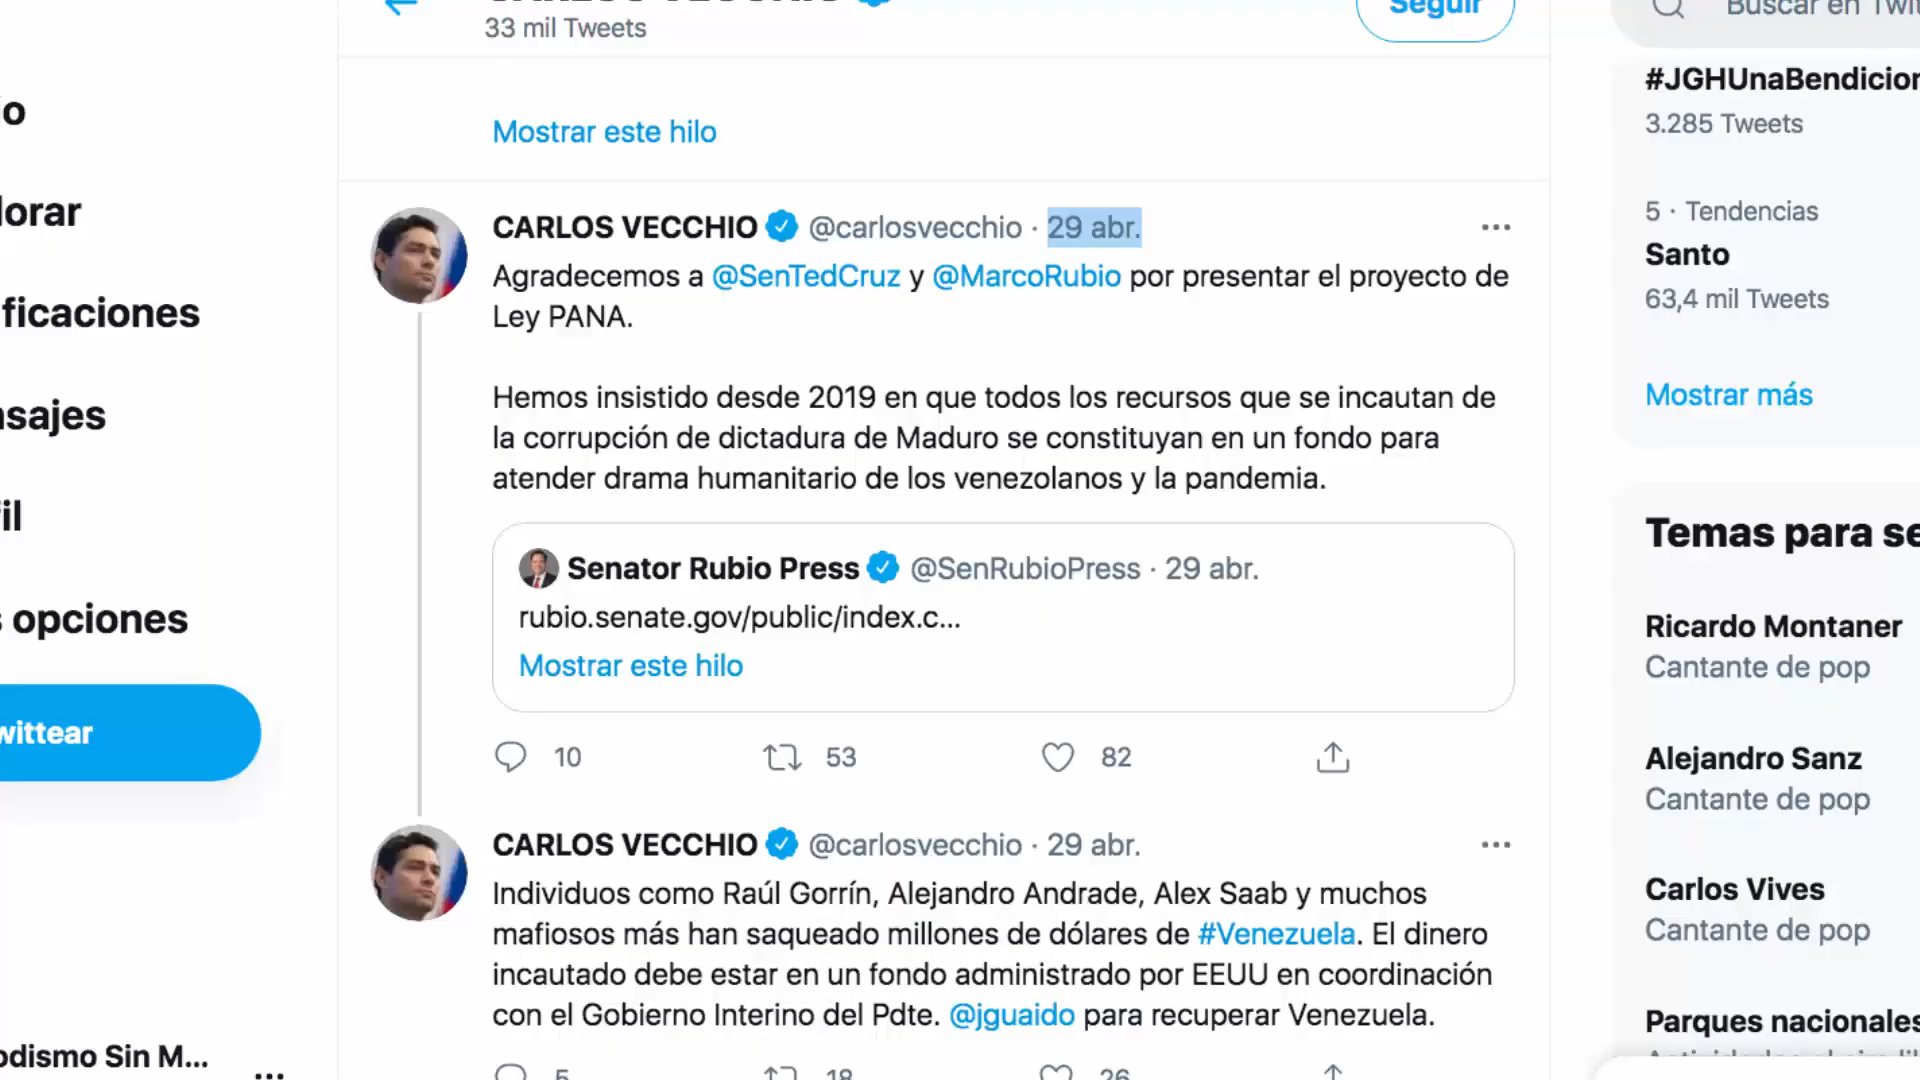 33 mil Tweets
Seguir
Mostrar este hilo
CARLOS VECCHIO @carlosvecchio · 29 abr.
Agradecemos a @SenTedCruz y @MarcoRubio por presentar el proyecto de
Ley PANA.
Hemos insistido desde 2019 en que todos los recursos que se incautan de
la corrupción de dictadura de Maduro se constituyan en un fondo para
atender drama humanitario de los venezolanos y la pandemia.
Senator Rubio Press @SenRubioPress · 29 abr.
rubio.senate.gov/public/index.c...
Mostrar este hilo
10 53 82
CARLOS VECCHIO @carlosvecchio · 29 abr.
Individuos como Raúl Gorrín, Alejandro Andrade, Alex Saab y muchos
mafiosos más han saqueado millones de dólares de #Venezuela. El dinero
incautado debe estar en un fondo administrado por EEUU en coordinación
con el Gobierno Interino del Pdte. @jguaido para recuperar Venezuela.
5 18 26
lorar
ficaciones
sajes
il
s opciones
wittear
odismo Sin M...
Buscar en Twit
#JGHUnaBendicion
3.285 Tweets
5 · Tendencias
Santo
63,4 mil Tweets
Mostrar más
Temas para se
Ricardo Montaner
Cantante de pop
Alejandro Sanz
Cantante de pop
Carlos Vives
Cantante de pop
Parques nacionales